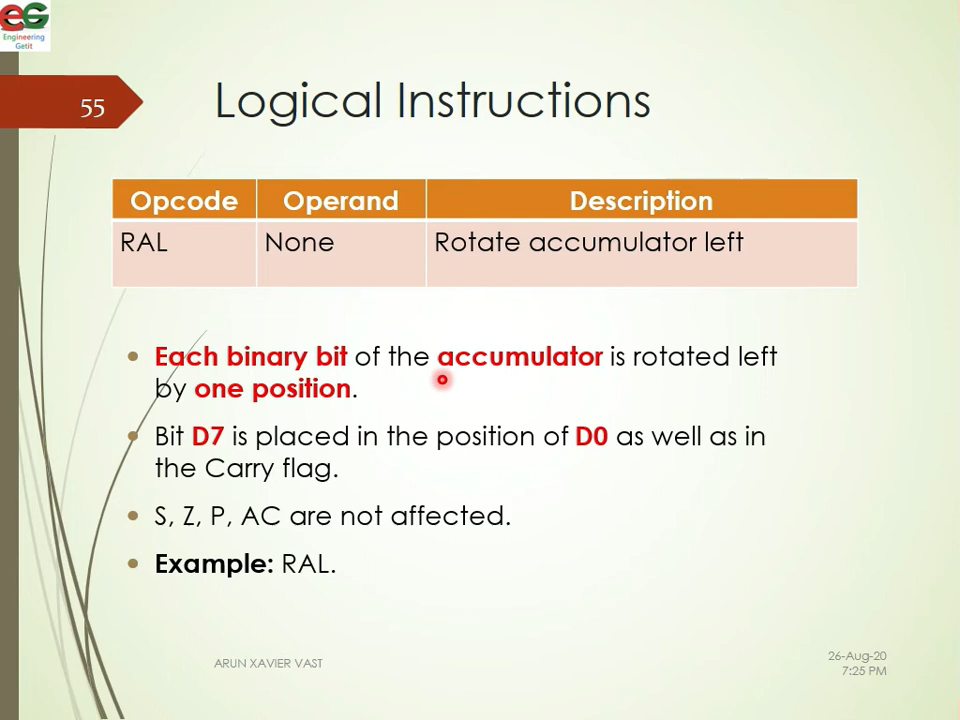 EG
Engineering
Getit
55
Logical Instructions
Opcode Operand Description
RAL None Rotate accumulator left
Each binary bit of the accumulator is rotated left
by one position.
Bit D7 is placed in the position of D0 as well as in
the Carry flag.
S, Z, P, AC are not affected.
Example: RAL.
ARUN XAVIER VAST
26-Aug-20
7:25 PM